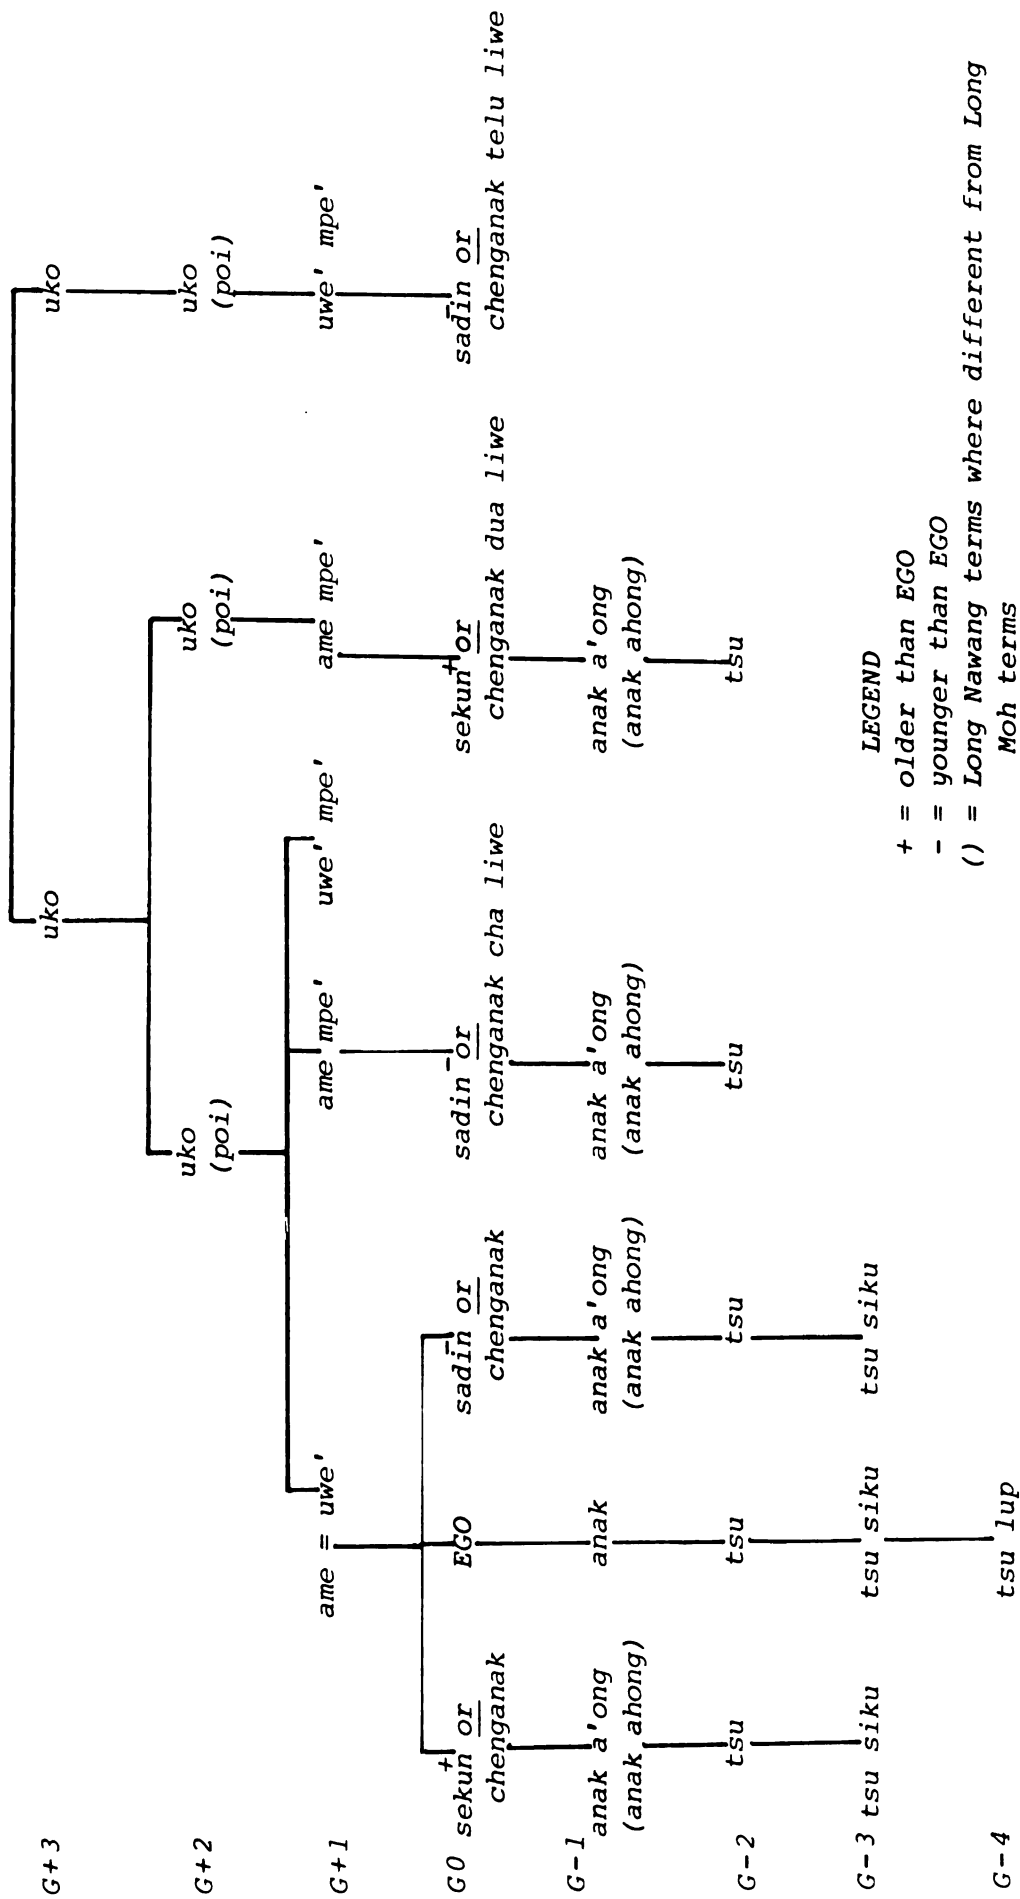 G+3 uko uko
G+2 uko uko uko
(poi) (poi) (poi)
G+1 ame = uwe' ame mpe' uwe' mpe' ame mpe' uwe' mpe'
+ - - + -
G0 sekun or EGO sadin or sadin or sekun or sadin or
chenganak chenganak chenganak cha liwe chenganak dua liwe chenganak telu liwe
G-1 anak a'ong anak anak a'ong anak a'ong anak a'ong
(anak ahong) (anak ahong) (anak ahong) (anak ahong)
G-2 tsu tsu tsu tsu tsu
G-3 tsu siku tsu siku tsu siku
G-4 tsu lup
LEGEND
+ = older than EGO
- = younger than EGO
() = Long Nawang terms where different from Long
Moh terms